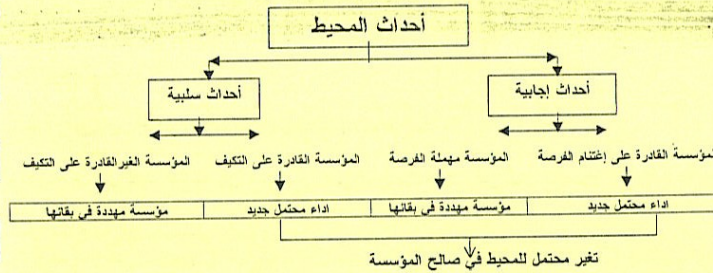 أحداث المحيط
أحداث إجابية
أحداث سلبية
المؤسسة القادرة على إغتنام الفرصة
المؤسسة مهملة الفرصة
المؤسسة القادرة على التكيف
المؤسسة الغيرالقادرة على التكيف
اداء محتمل جديد
مؤسسة مهددة في بقانها
اداء محتمل جديد
مؤسسة مهددة في بقانها
تغير محتمل للمحيط في صالح المؤسسة